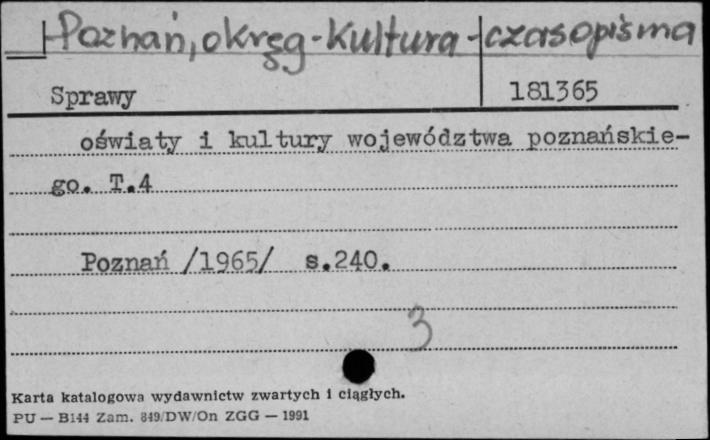 Poznań, okręg - Kultura - czasopisma
Sprawy 181365
oświaty i kultury województwa poznańskie-
go. T.4
Poznań /1965/ s.240.
3
Karta katalogowa wydawnictw zwartych i ciągłych.
PU — B144 Zam. 849/DW/On ZGG — 1991